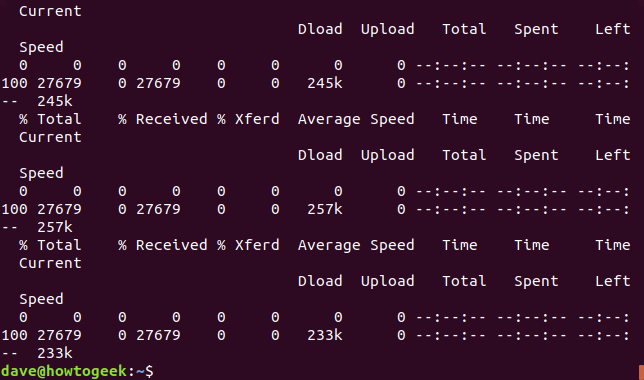 Current
Dload Upload Total Spent Left
Speed
0 0 0 0 0 0 0 0 --:--:-- --:--:-- --:--:
100 27679 0 27679 0 0 245k 0 --:--:-- --:--:-- --:--:
-- 245k
% Total % Received % Xferd Average Speed Time Time Time
Current
Dload Upload Total Spent Left
Speed
0 0 0 0 0 0 0 0 --:--:-- --:--:-- --:--:
100 27679 0 27679 0 0 257k 0 --:--:-- --:--:-- --:--:
-- 257k
% Total % Received % Xferd Average Speed Time Time Time
Current
Dload Upload Total Spent Left
Speed
0 0 0 0 0 0 0 0 --:--:-- --:--:-- --:--:
100 27679 0 27679 0 0 233k 0 --:--:-- --:--:-- --:--:
-- 233k
dave@howtogeek:~$